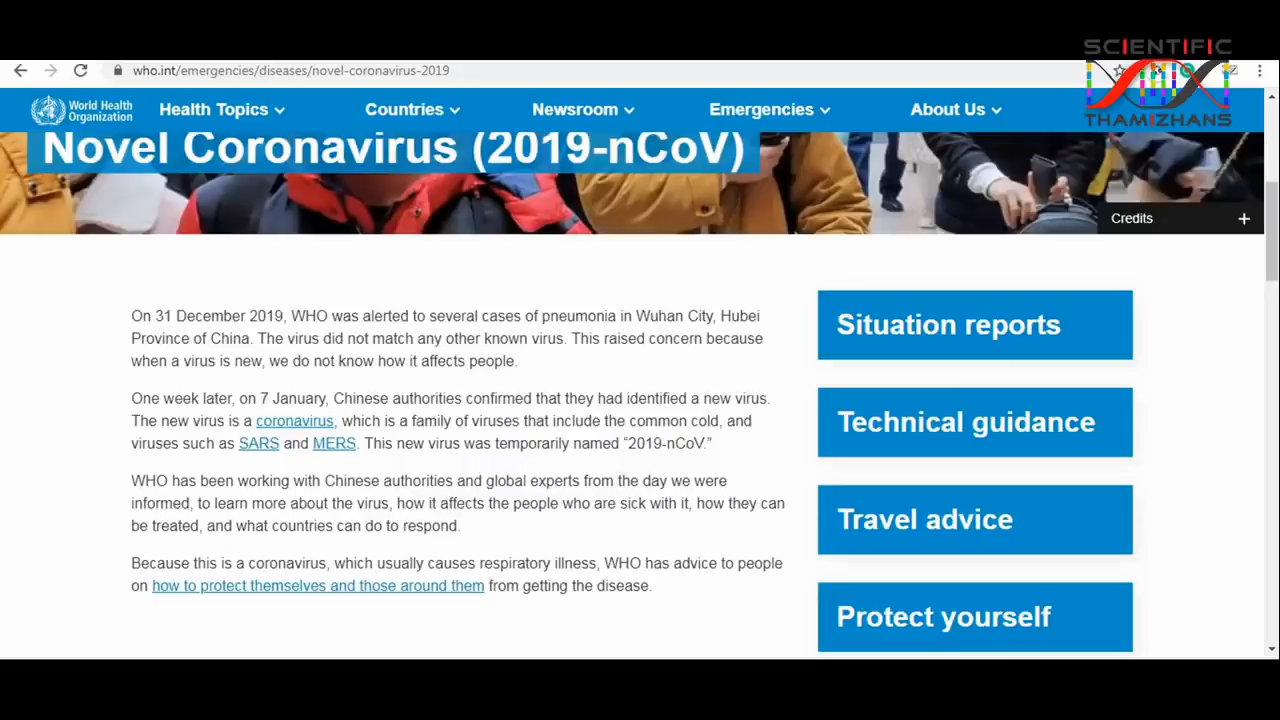 SCIENTIFIC
THAMIZHANS
who.int/emergencies/diseases/novel-coronavirus-2019
World Health
Organization
Health Topics
Countries
Newsroom
Emergencies
About Us
Novel Coronavirus (2019-nCoV)
Credits +
On 31 December 2019, WHO was alerted to several cases of pneumonia in Wuhan City, Hubei
Province of China. The virus did not match any other known virus. This raised concern because
when a virus is new, we do not know how it affects people.
One week later, on 7 January, Chinese authorities confirmed that they had identified a new virus.
The new virus is a coronavirus, which is a family of viruses that include the common cold, and
viruses such as SARS and MERS. This new virus was temporarily named “2019-nCoV.”
WHO has been working with Chinese authorities and global experts from the day we were
informed, to learn more about the virus, how it affects the people who are sick with it, how they can
be treated, and what countries can do to respond.
Because this is a coronavirus, which usually causes respiratory illness, WHO has advice to people
on how to protect themselves and those around them from getting the disease.
Situation reports
Technical guidance
Travel advice
Protect yourself